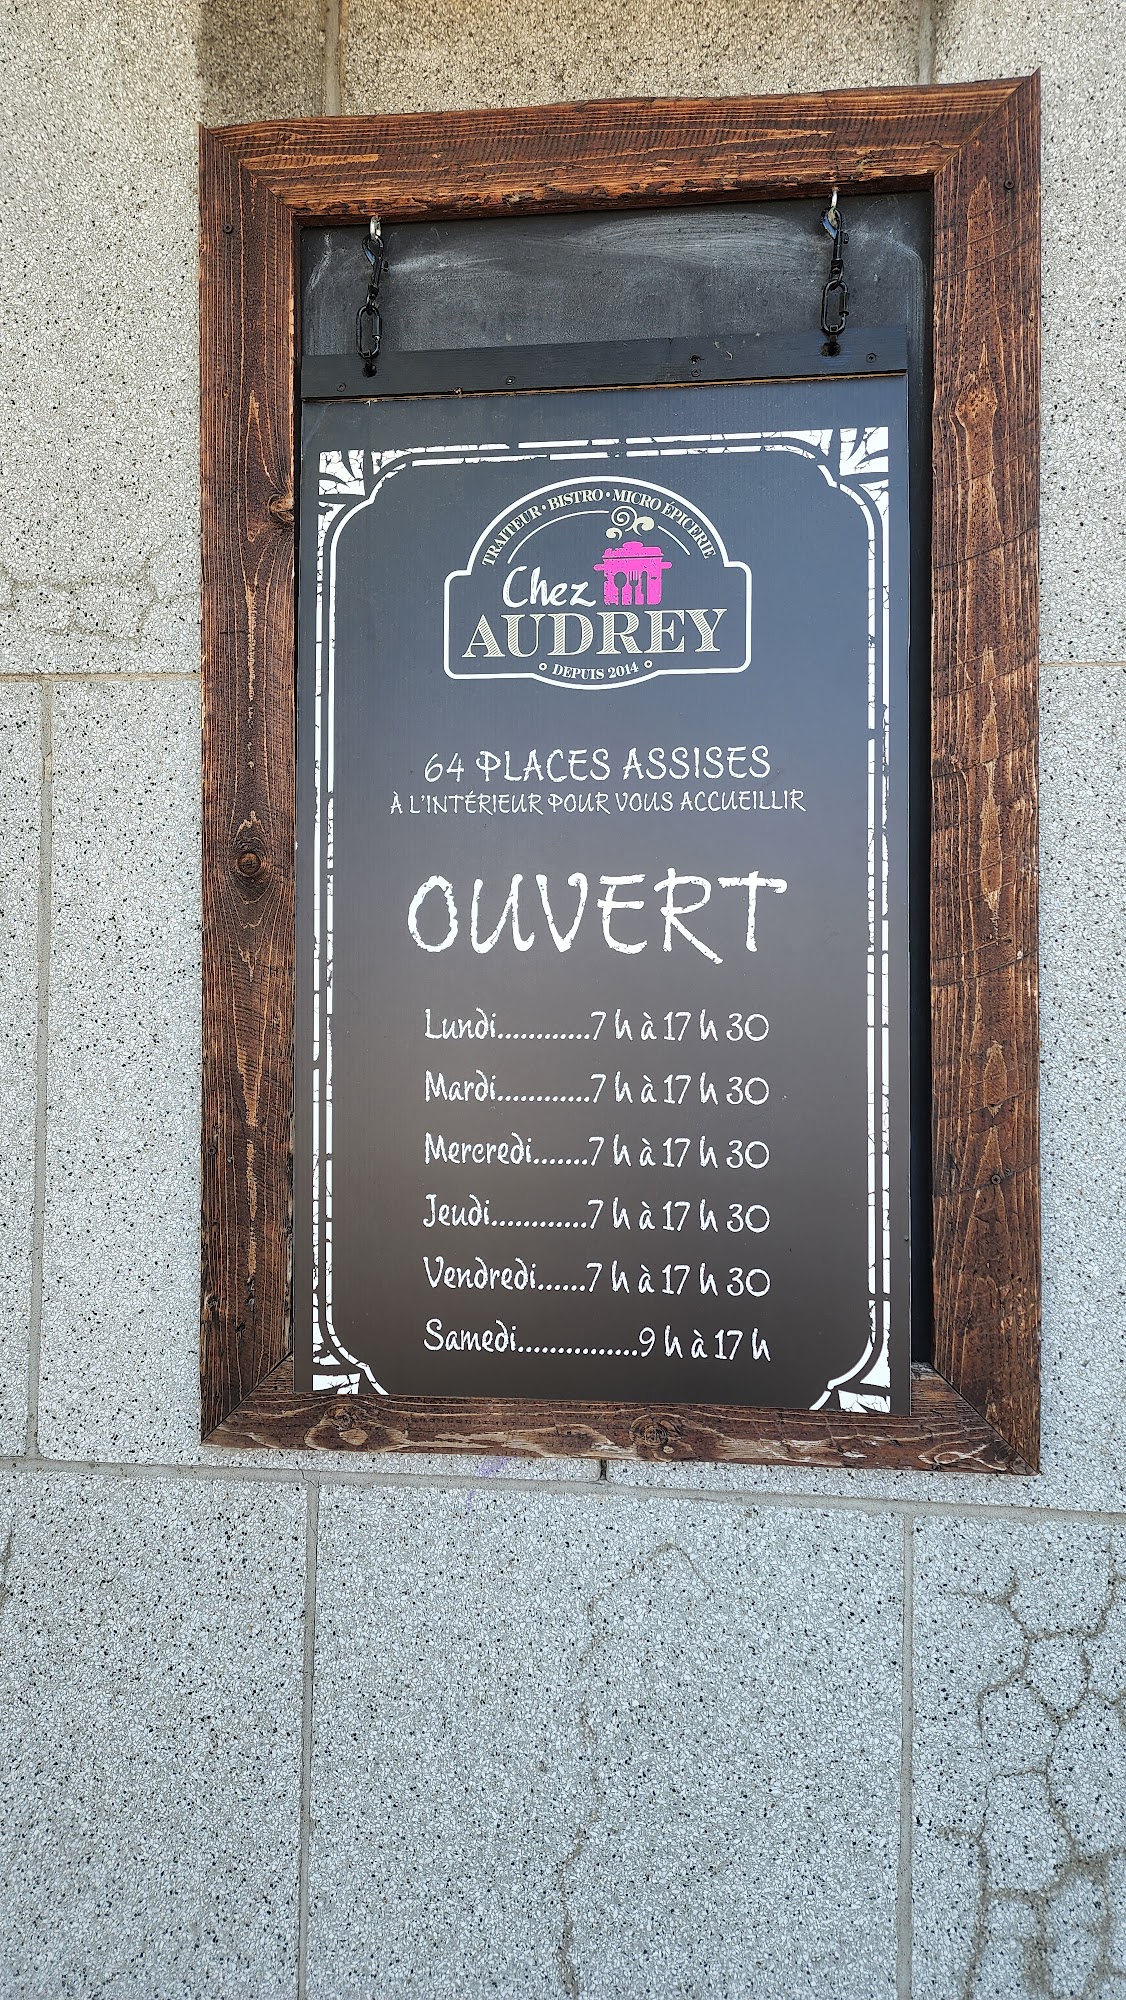 TRAITEUR • BISTRO • MICRO ÉPICERIE
Chez
AUDREY
DEPUIS 2014
64 PLACES ASSISES
À L'INTÉRIEUR POUR VOUS ACCUEILLIR
OUVERT
Lundi............7 h à 17 h 30
Mardi............7 h à 17 h 30
Mercredi.......7 h à 17 h 30
Jeudi............7 h à 17 h 30
Vendredi......7 h à 17 h 30
Samedi...............9 h à 17 h